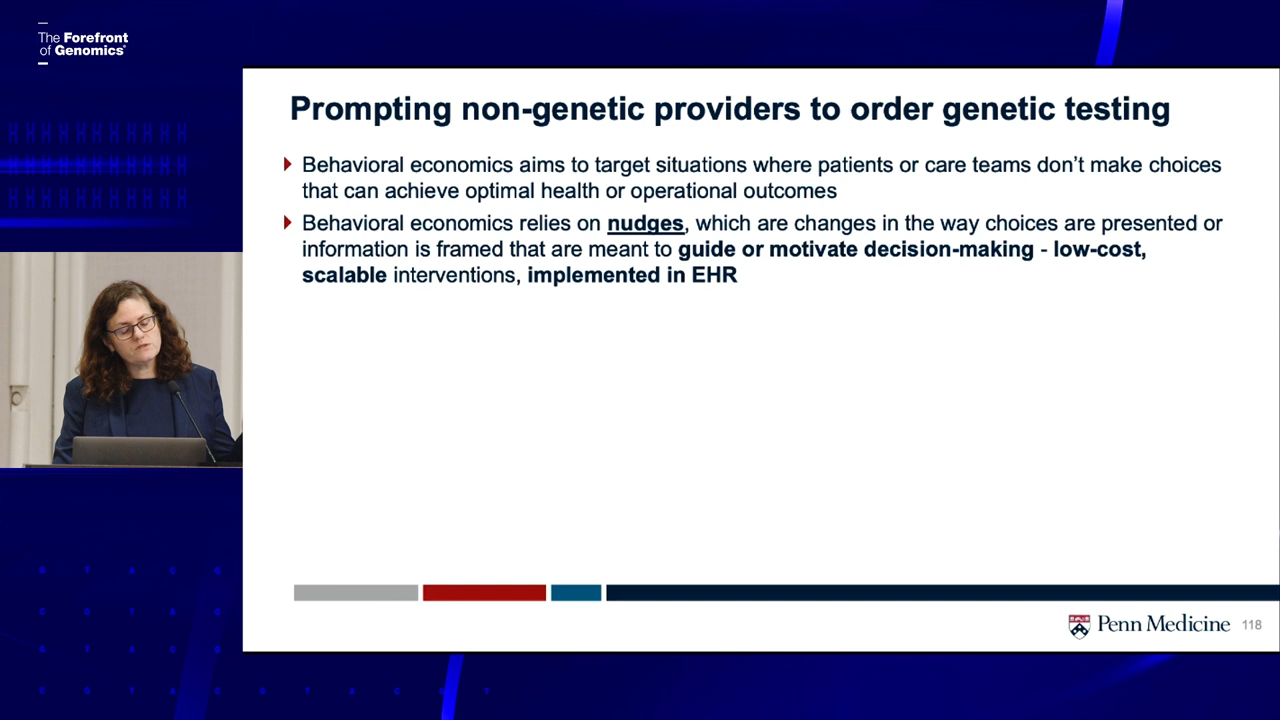 The Forefront
of Genomics®
Prompting non-genetic providers to order genetic testing
Behavioral economics aims to target situations where patients or care teams don't make choices
that can achieve optimal health or operational outcomes
Behavioral economics relies on nudges, which are changes in the way choices are presented or
information is framed that are meant to guide or motivate decision-making - low-cost,
scalable interventions, implemented in EHR
Penn Medicine 118